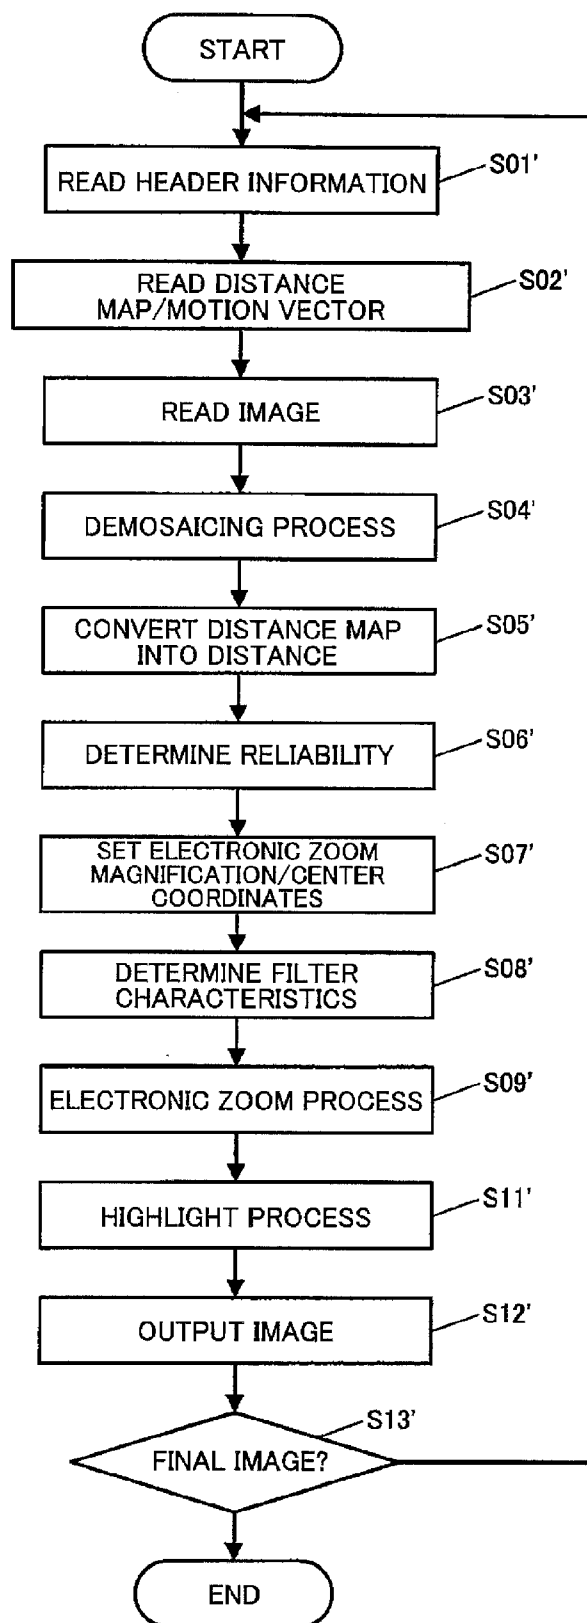 START
READ HEADER INFORMATION
S01'
READ DISTANCE
MAP/MOTION VECTOR
S02'
READ IMAGE
S03'
DEMOSAICING PROCESS
S04'
CONVERT DISTANCE MAP
INTO DISTANCE
S05'
DETERMINE RELIABILITY
S06'
SET ELECTRONIC ZOOM
MAGNIFICATION/CENTER
COORDINATES
S07'
DETERMINE FILTER
CHARACTERISTICS
S08'
ELECTRONIC ZOOM PROCESS
S09'
HIGHLIGHT PROCESS
S11'
OUTPUT IMAGE
S12'
FINAL IMAGE?
S13'
END